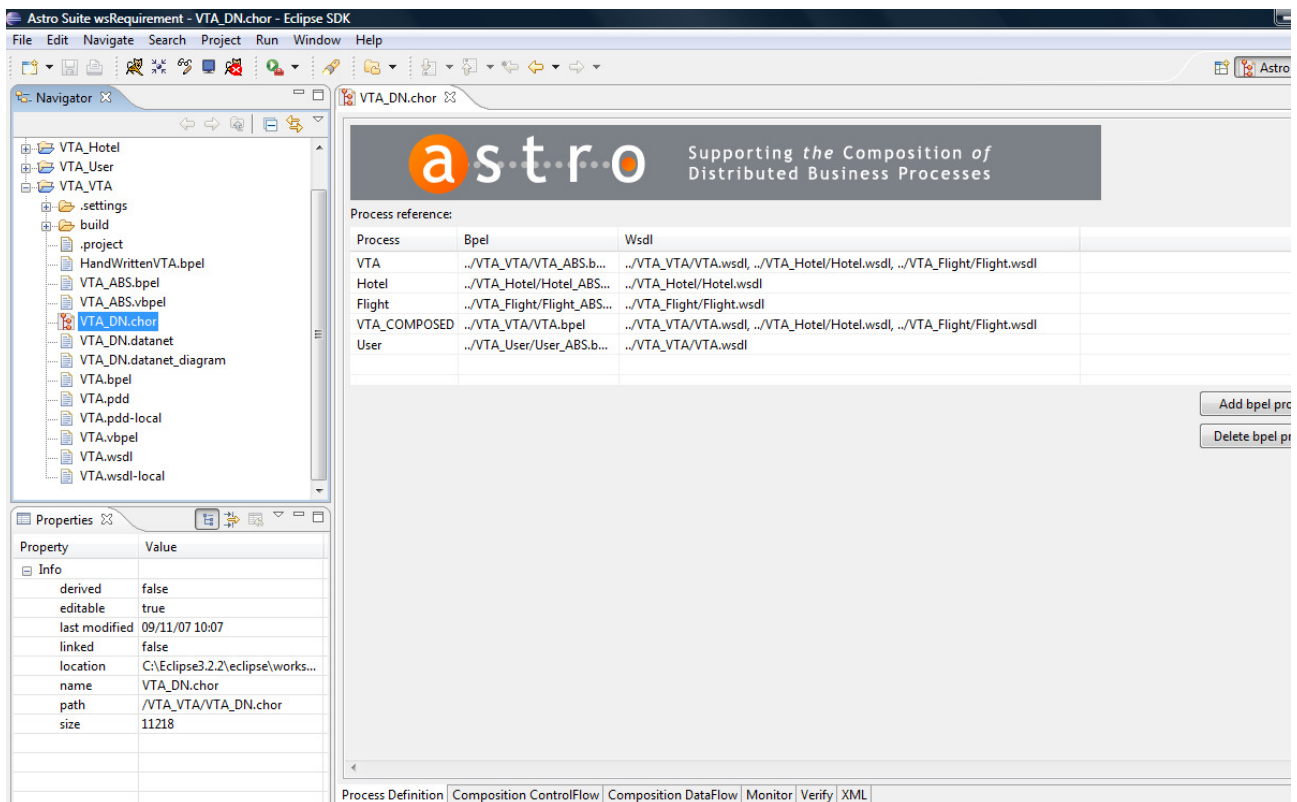 Astro Suite wsRequirement - VTA_DN.chor - Eclipse SDK
File Edit Navigate Search Project Run Window Help
Astro
Navigator
VTA_Hotel
VTA_User
VTA_VTA
.settings
build
.project
HandWrittenVTA.bpel
VTA_ABS.bpel
VTA_ABS.vbpel
VTA_DN.chor
VTA_DN.datanet
VTA_DN.datanet_diagram
VTA.bpel
VTA.pdd
VTA.pdd-local
VTA.vbpel
VTA.wsdl
VTA.wsdl-local
Properties
Property Value
Info
derived false
editable true
last modified 09/11/07 10:07
linked false
location C:\Eclipse3.2.2\eclipse\works...
name VTA_DN.chor
path /VTA_VTA/VTA_DN.chor
size 11218
VTA_DN.chor
astro
Supporting the Composition of
Distributed Business Processes
Process reference:
Process Bpel Wsdl
VTA ../VTA_VTA/VTA_ABS.b... ../VTA_VTA/VTA.wsdl, ../VTA_Hotel/Hotel.wsdl, ../VTA_Flight/Flight.wsdl
Hotel ../VTA_Hotel/Hotel_ABS... ../VTA_Hotel/Hotel.wsdl
Flight ../VTA_Flight/Flight_ABS... ../VTA_Flight/Flight.wsdl
VTA_COMPOSED ../VTA_VTA/VTA.bpel ../VTA_VTA/VTA.wsdl, ../VTA_Hotel/Hotel.wsdl, ../VTA_Flight/Flight.wsdl
User ../VTA_User/User_ABS.b... ../VTA_VTA/VTA.wsdl
Add bpel pro
Delete bpel pr
Process Definition Composition ControlFlow Composition DataFlow Monitor Verify XML